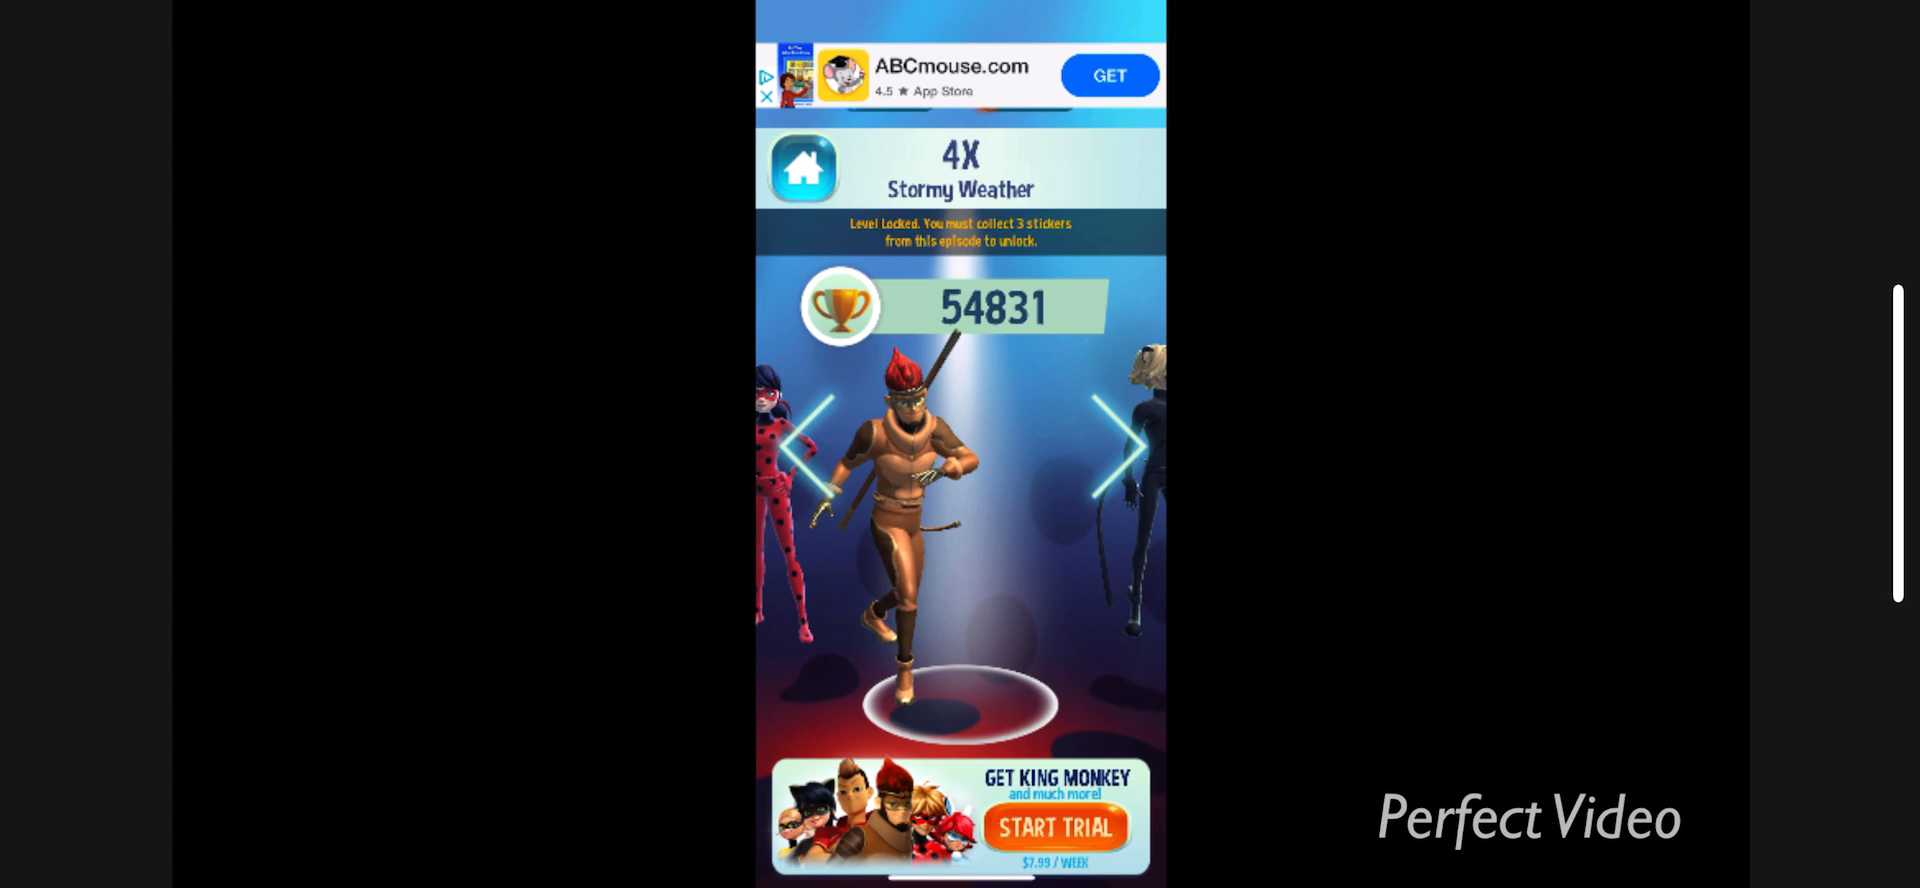 ABCmouse.com
4.5 ★ App Store
GET
4X
Stormy Weather
Level Locked. You must collect 3 stickers
from this episode to unlock.
54831
GET KING MONKEY
and much more!
START TRIAL
$7.99 / WEEK
Perfect Video